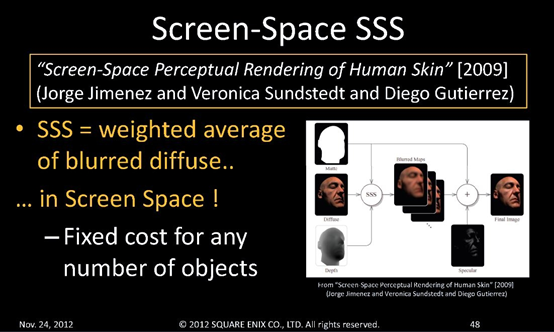 Screen-Space SSS
“Screen-Space Perceptual Rendering of Human Skin” [2009]
(Jorge Jimenez and Veronica Sundstedt and Diego Gutierrez)
• SSS = weighted average
of blurred diffuse..
… in Screen Space !
– Fixed cost for any
number of objects
Matte
Blurred Maps
SSS
+
Diffuse
Final Image
Depth
Specular
From “Screen-Space Perceptual Rendering of Human Skin” [2009]
(Jorge Jimenez and Veronica Sundstedt and Diego Gutierrez)
Nov. 24, 2012
© 2012 SQUARE ENIX CO., LTD. All rights reserved.
48